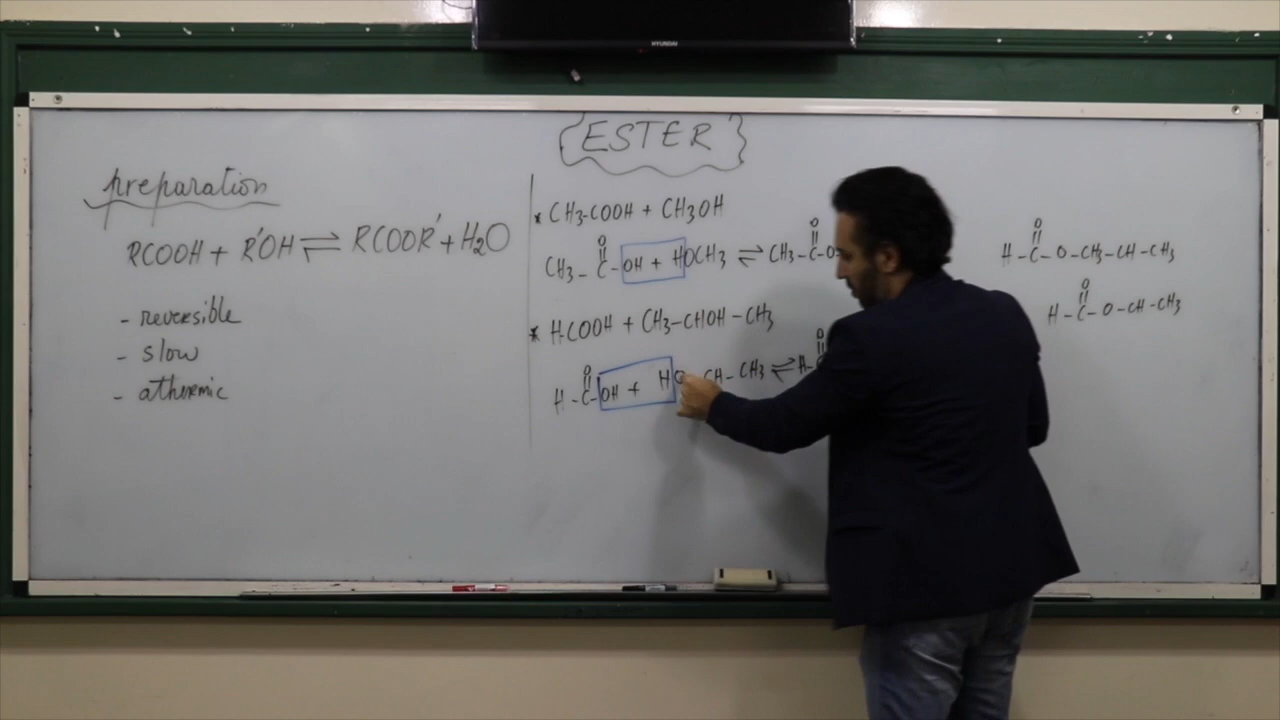 HYUNDAI
ESTER
preparation
RCOOH + R'OH ⇌ RCOOR' + H2O
- reversible
- slow
- athermic
* CH3-COOH + CH3OH
O
CH3 - C - OH + HOCH3 ⇌ CH3 - C - O
O
* H-COOH + CH3-CHOH-CH3
O
H - C - OH + HO CH - CH3 ⇌ H -
O
O
H - C - O - CH2 - CH - CH3
O
H - C - O - CH - CH3